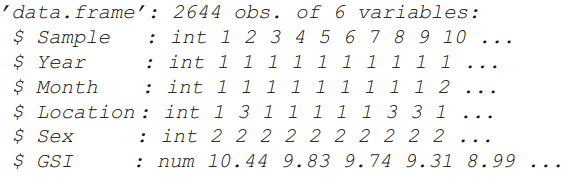 'data.frame': 2644 obs. of 6 variables:
$ Sample : int 1 2 3 4 5 6 7 8 9 10 ...
$ Year : int 1 1 1 1 1 1 1 1 1 1 ...
$ Month : int 1 1 1 1 1 1 1 1 1 2 ...
$ Location : int 1 3 1 1 1 1 1 3 3 1 ...
$ Sex : int 2 2 2 2 2 2 2 2 2 2 ...
$ GSI : num 10.44 9.83 9.74 9.31 8.99 ...